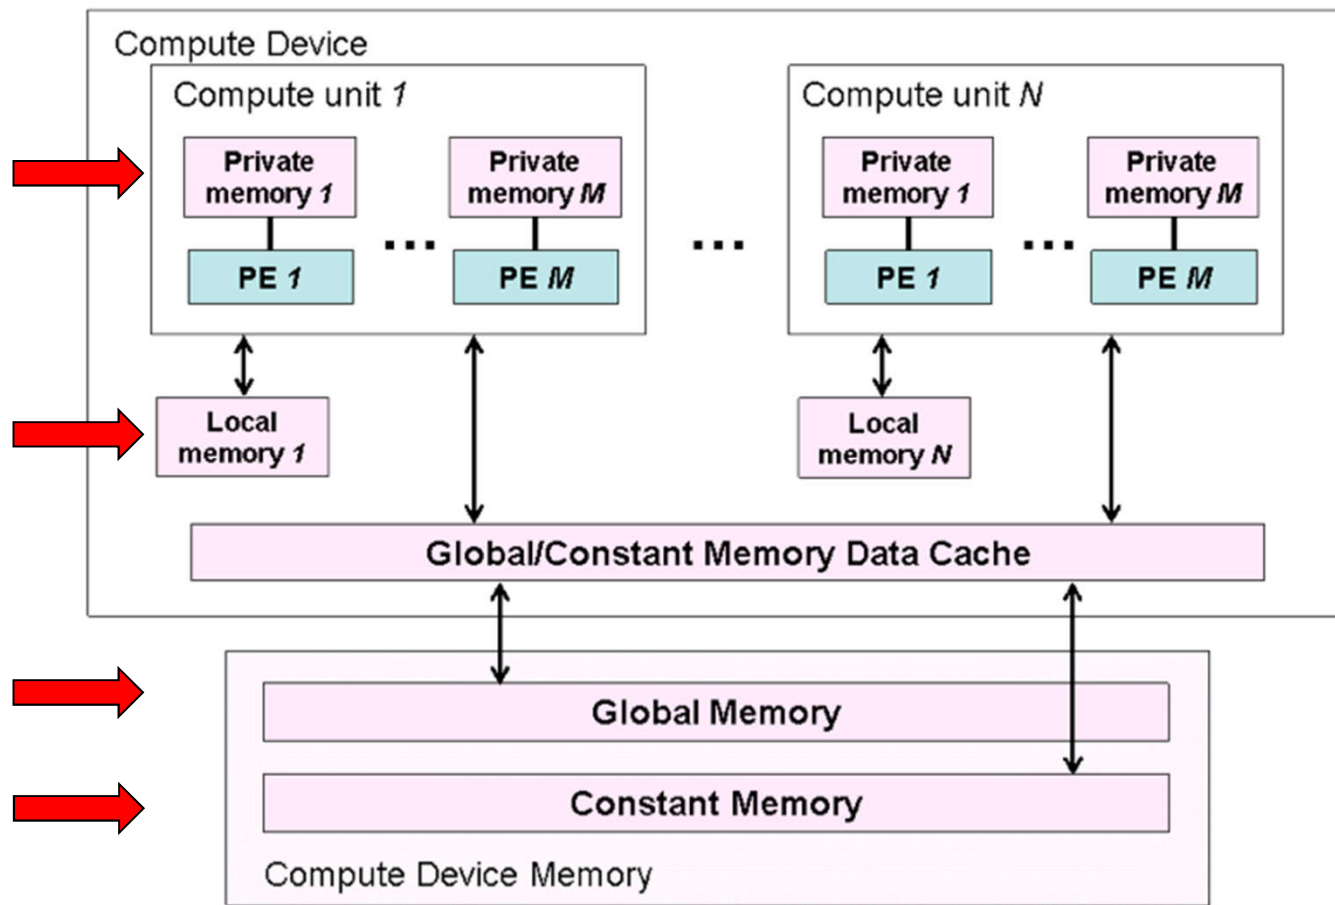 Compute Device
Compute unit 1
Compute unit N
Private
memory 1
Private
memory M
Private
memory 1
Private
memory M
...
...
...
PE 1
PE M
PE 1
PE M
Local
memory 1
Local
memory N
Global/Constant Memory Data Cache
Global Memory
Constant Memory
Compute Device Memory